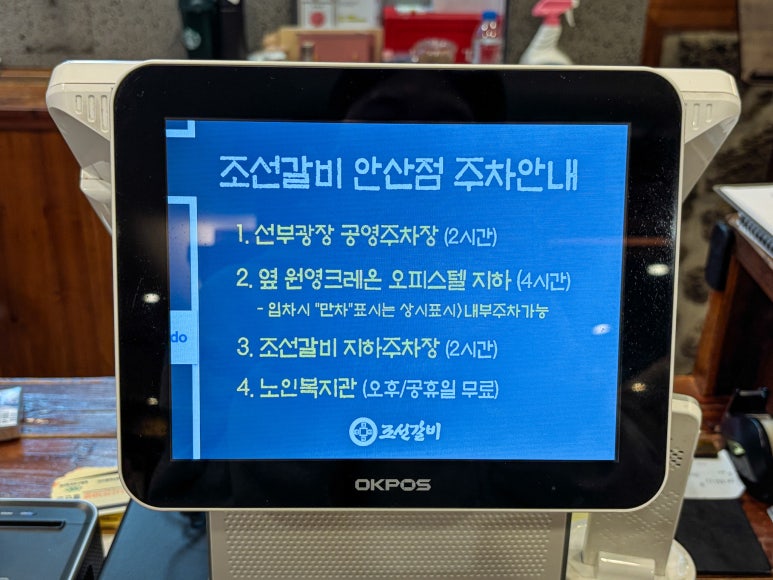 조선갈비 안산점 주차안내
1. 선부광장 공영주차장 (2시간)
2. 옆 원영크레온 오피스텔 지하 (4시간)
- 입차시 "만차"표시는 상시표시>내부주차가능
do
3. 조선갈비 지하주차장 (2시간)
4. 노인복지관 (오후/공휴일 무료)
조선갈비
OKPOS